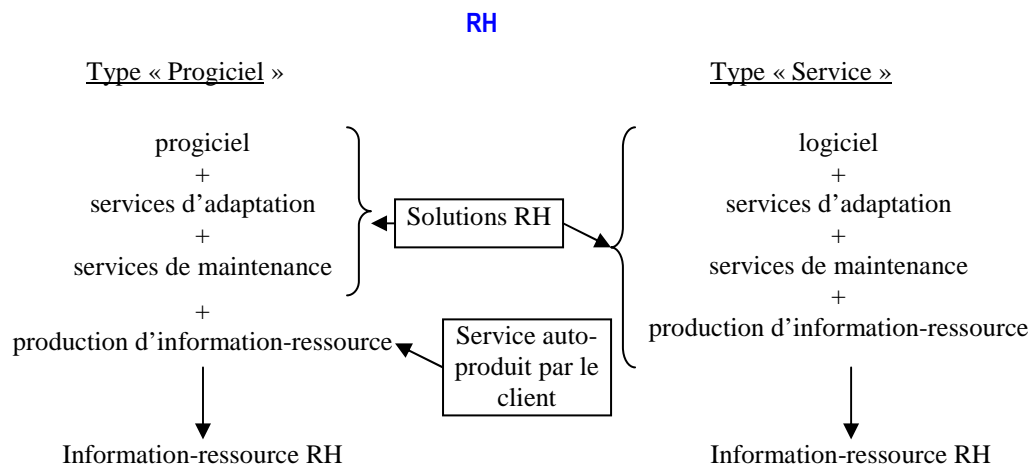 RH
Type « Progiciel »
progiciel
+
services d’adaptation
+
services de maintenance
+
production d’information-ressource
Information-ressource RH
Solutions RH
Service auto-
produit par le
client
Type « Service »
logiciel
+
services d’adaptation
+
services de maintenance
+
production d’information-ressource
Information-ressource RH